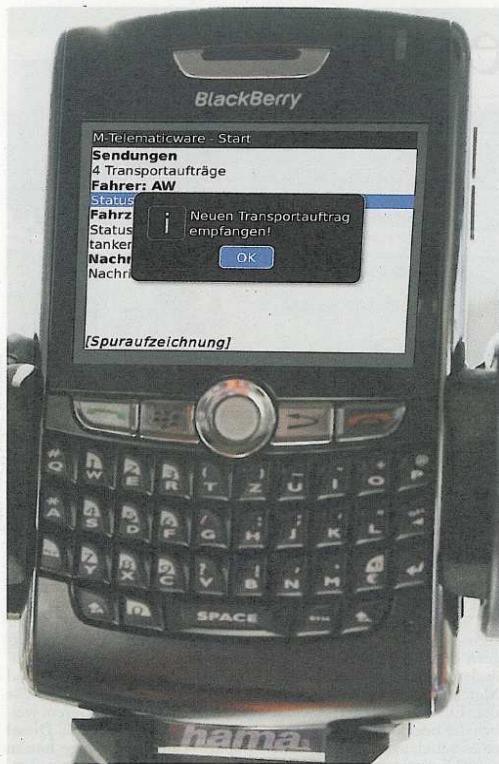 BlackBerry
M-Telematicware - Start
Sendungen
4 Transportaufträge
Fahrer: AW
Status
Fahrz
Status
tanken
Nachr
Nachri
Neuen Transportauftrag
empfangen!
OK
[Spuraufzeichnung]
Q W E R T Z U I O P
A S D F G H J K L
Y X C V B N M
SPACE
hama